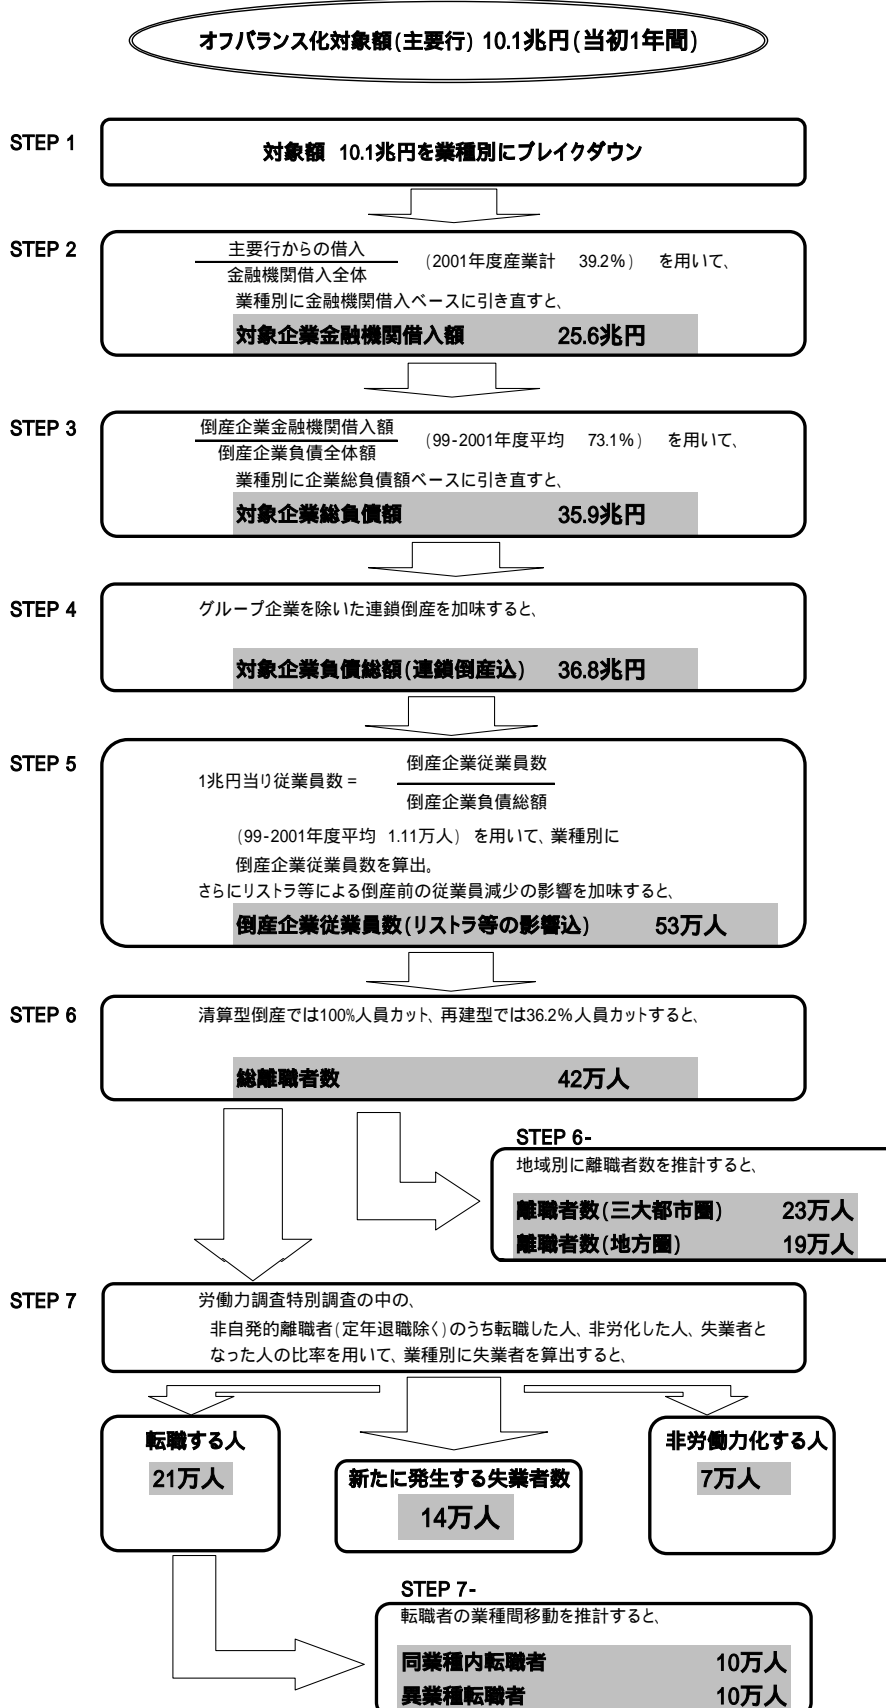 オフバランス化対象額(主要行) 10.1兆円(当初1年間)
STEP 1
対象額 10.1兆円を業種別にブレイクダウン
STEP 2
主要行からの借入
金融機関借入全体
(2001年度産業計 39.2%) を用いて、
業種別に金融機関借入ベースに引き直すと、
対象企業金融機関借入額 25.6兆円
STEP 3
倒産企業金融機関借入額
倒産企業負債全体額
(99-2001年度平均 73.1%) を用いて、
業種別に企業総負債額ベースに引き直すと、
対象企業総負債額 35.9兆円
STEP 4
グループ企業を除いた連鎖倒産を加味すると、
対象企業負債総額(連鎖倒産込) 36.8兆円
STEP 5
1兆円当り従業員数 =
倒産企業従業員数
倒産企業負債総額
(99-2001年度平均 1.11万人) を用いて、業種別に
倒産企業従業員数を算出。
さらにリストラ等による倒産前の従業員減少の影響を加味すると、
倒産企業従業員数(リストラ等の影響込) 53万人
STEP 6
清算型倒産では100%人員カット、再建型では36.2%人員カットすると、
総離職者数 42万人
STEP 6-
地域別に離職者数を推計すると、
離職者数(三大都市圏) 23万人
離職者数(地方圏) 19万人
STEP 7
労働力調査特別調査の中の、
非自発的離職者(定年退職除く)のうち転職した人、非労化した人、失業者と
なった人の比率を用いて、業種別に失業者を算出すると、
転職する人
21万人
新たに発生する失業者数
14万人
非労働力化する人
7万人
STEP 7-
転職者の業種間移動を推計すると、
同業種内転職者 10万人
異業種転職者 10万人